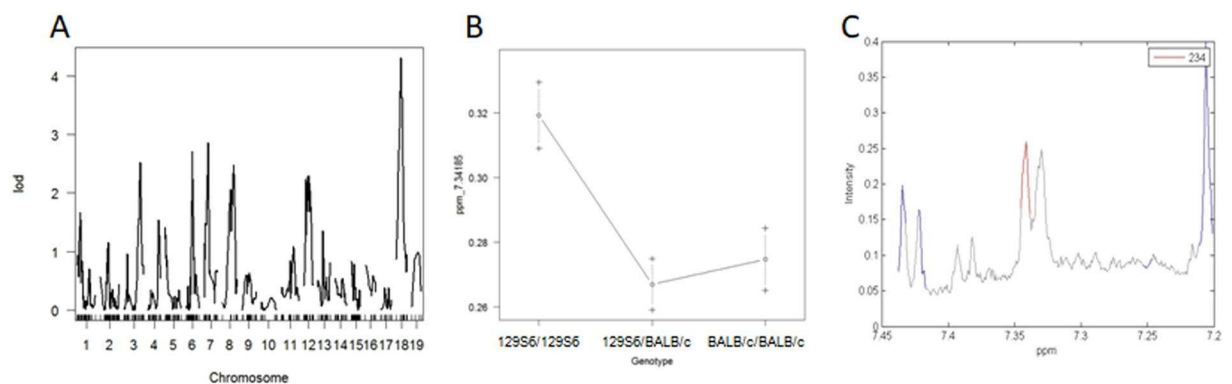 A
lod
4
3
2
1
0
1 2 3 4 5 6 7 8 9 10 11 12 13 14 15 16 17 18 19
Chromosome
B
ppm_7.34185
0.32
0.30
0.28
0.26
129S6/129S6 129S6/BALB/c BALB/c/BALB/c
Genotype
C
Intensity
0.4
0.35
0.3
0.25
0.2
0.15
0.1
0.05
0
7.45 7.4 7.35 7.3 7.25 7.2
ppm
234